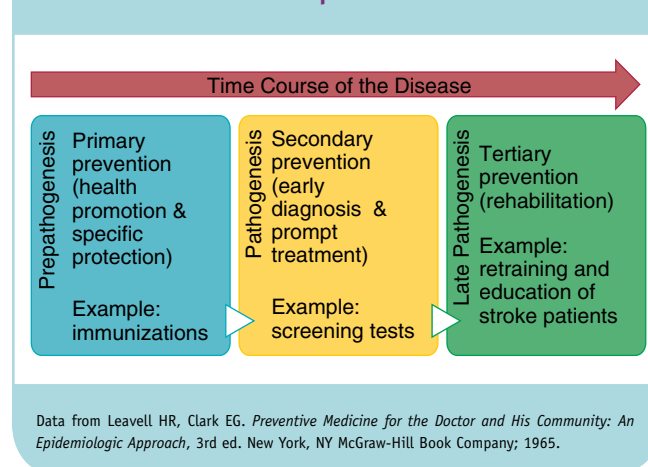 Time Course of the Disease
Prepathogenesis
Primary
prevention
(health
promotion &
specific
protection)
Example:
immunizations
Pathogenesis
Secondary
prevention
(early
diagnosis &
prompt
treatment)
Example:
screening tests
Late Pathogenesis
Tertiary
prevention
(rehabilitation)
Example:
retraining and
education of
stroke patients
Data from Leavell HR, Clark EG. Preventive Medicine for the Doctor and His Community: An
Epidemiologic Approach, 3rd ed. New York, NY McGraw-Hill Book Company; 1965.